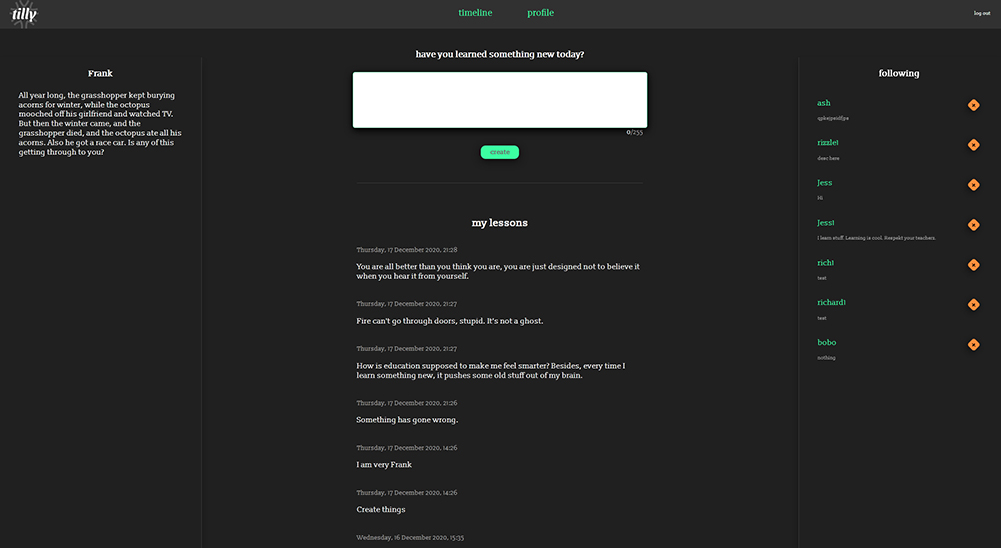 tilly
timeline
profile
log out
Frank
All year long, the grasshopper kept burying
acorns for winter, while the octopus
mooched off his girlfriend and watched TV.
But then the winter came, and the
grasshopper died, and the octopus ate all his
acorns. Also he got a race car. Is any of this
getting through to you?
have you learned something new today?
0/255
create
my lessons
Thursday, 17 December 2020, 21:28
You are all better than you think you are, you are just designed not to believe it
when you hear it from yourself.
Thursday, 17 December 2020, 21:27
Fire can't go through doors, stupid. It's not a ghost.
Thursday, 17 December 2020, 21:27
How is education supposed to make me feel smarter? Besides, every time I
learn something new, it pushes some old stuff out of my brain.
Thursday, 17 December 2020, 21:26
Something has gone wrong.
Thursday, 17 December 2020, 14:26
I am very Frank
Thursday, 17 December 2020, 14:26
Create things
Wednesday, 16 December 2020, 15:35
following
ash
rizzle!
dear here
Jess
Hi
Jess!
I learn stuff. Learning is cool. Respekt your teachers.
rich!
test
richard!
test
bobo
nothing